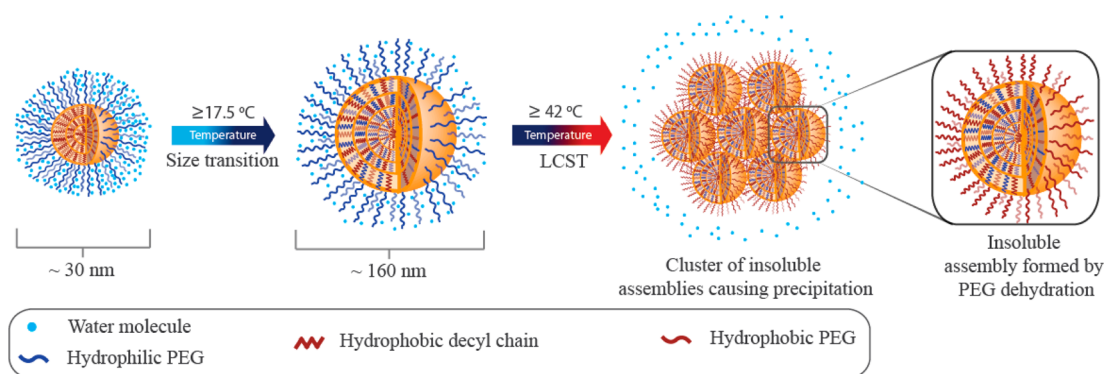 ≥17.5 ºC
Temperature
Size transition
≥ 42 ºC
Temperature
LCST
~ 30 nm
~ 160 nm
Cluster of insoluble
assemblies causing precipitation
Insoluble
assembly formed by
PEG dehydration
Water molecule
Hydrophilic PEG
Hydrophobic decyl chain
Hydrophobic PEG